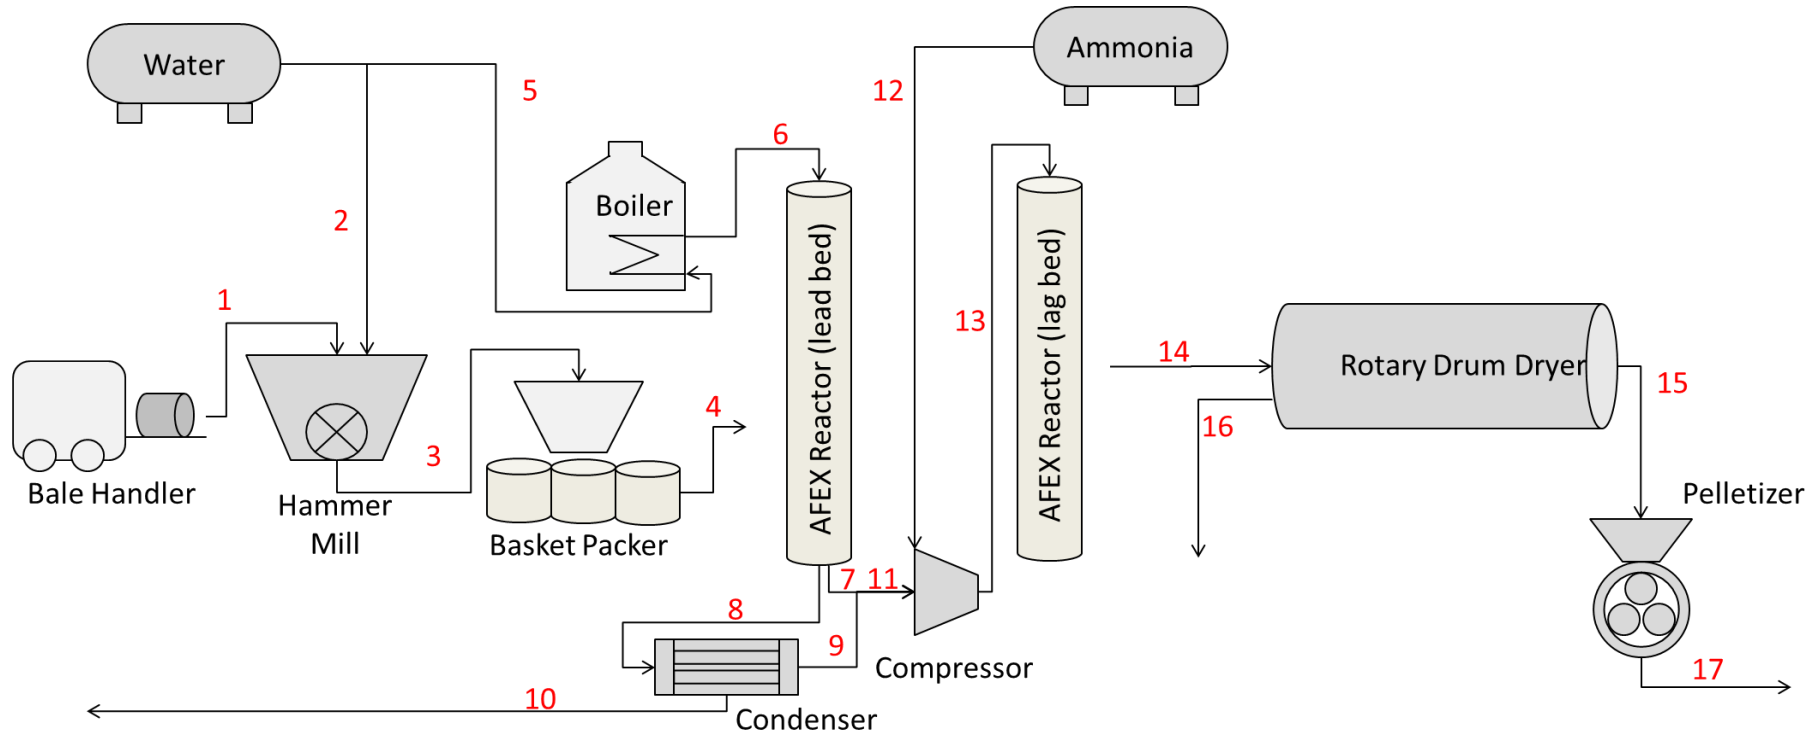 Water
Ammonia
5
12
6
Boiler
2
1
13
14
Rotary Drum Dryer
15
AFEX Reactor (lead bed)
AFEX Reactor (lag bed)
4
16
3
Bale Handler
Hammer
Mill
Basket Packer
Pelletizer
7
11
8
9
Compressor
17
10
Condenser